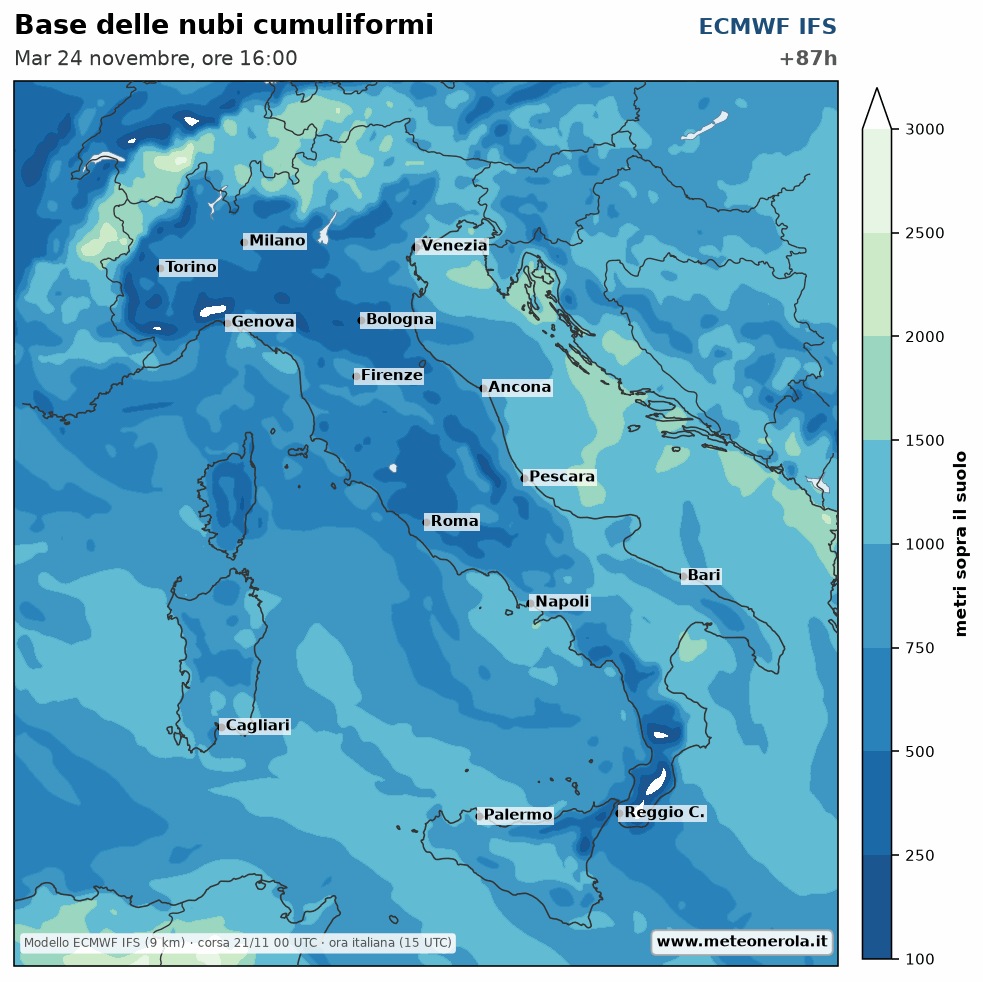 Base delle nubi cumuliformi
ECMWF IFS
Mar 24 novembre, ore 16:00
+87h
3000
2500
2000
1500
1000
750
500
250
100
metri sopra il suolo
Milano
Venezia
Torino
Genova
Bologna
Firenze
Ancona
Pescara
Roma
Bari
Napoli
Cagliari
Palermo
Reggio C.
Modello ECMWF IFS (9 km) · corsa 21/11 00 UTC · ora italiana (15 UTC)
www.meteonerola.it